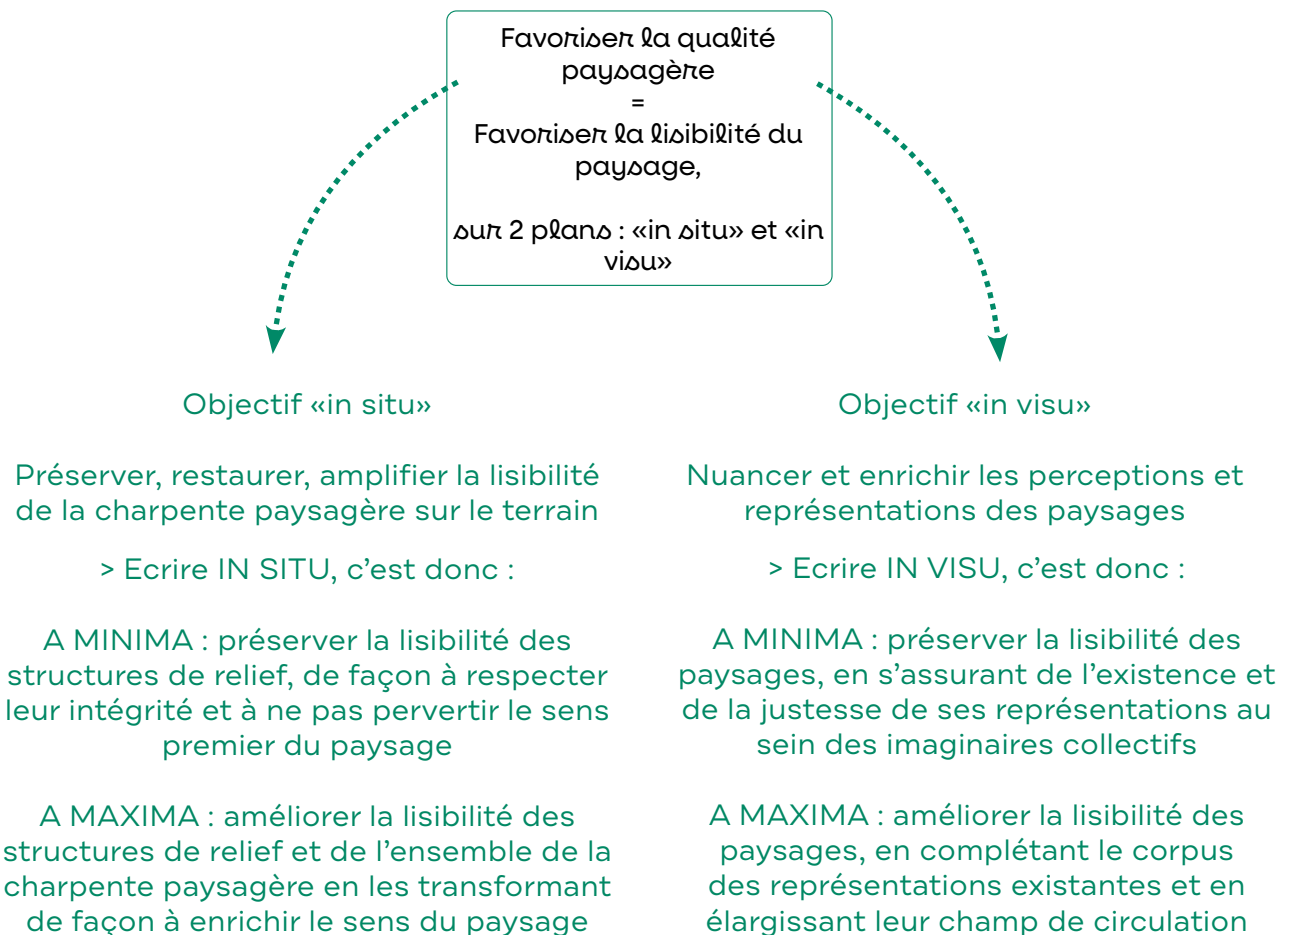 Favoriser la qualité
paysagère
=
Favoriser la lisibilité du
paysage,
sur 2 plans : «in situ» et «in
visu»
Objectif «in situ»
Préserver, restaurer, amplifier la lisibilité
de la charpente paysagère sur le terrain
> Ecrire IN SITU, c’est donc :
A MINIMA : préserver la lisibilité des
structures de relief, de façon à respecter
leur intégrité et à ne pas pervertir le sens
premier du paysage
A MAXIMA : améliorer la lisibilité des
structures de relief et de l’ensemble de la
charpente paysagère en les transformant
de façon à enrichir le sens du paysage
Objectif «in visu»
Nuancer et enrichir les perceptions et
représentations des paysages
> Ecrire IN VISU, c’est donc :
A MINIMA : préserver la lisibilité des
paysages, en s’assurant de l’existence et
de la justesse de ses représentations au
sein des imaginaires collectifs
A MAXIMA : améliorer la lisibilité des
paysages, en complétant le corpus
des représentations existantes et en
élargissant leur champ de circulation